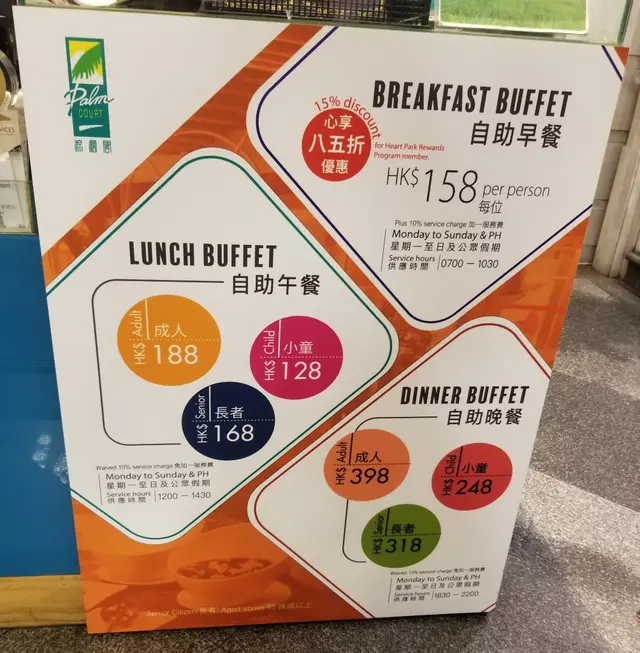 Palm
COURT
BREAKFAST BUFFET
自助早餐
15% discount
心享
八五折
優惠
for Heart Park Rewards
Program member.
HK$158 per person
每位
Plus 10% service charge 加一服務費
Monday to Sunday & PH
星期一至日及公眾假期
Service hours
供應時間
0700 – 1030
LUNCH BUFFET
自助午餐
HK$ Adult 成人 188
HK$ Child 小童 128
HK$ Senior 長者 168
Waived 10% service charge 免加一服務費
Monday to Sunday & PH
星期一至日及公眾假期
Service hours
供應時間
1200 – 1430
DINNER BUFFET
自助晚餐
HK$ Adult 成人 398
HK$ Child 小童 248
HK$ Senior 長者 318
Waived 10% service charge 免加一服務費
Monday to Sunday & PH
星期一至日及公眾假期
Service hours
供應時間
1830 – 2200
Senior Citizen/長者: Aged above 65 歲或以上